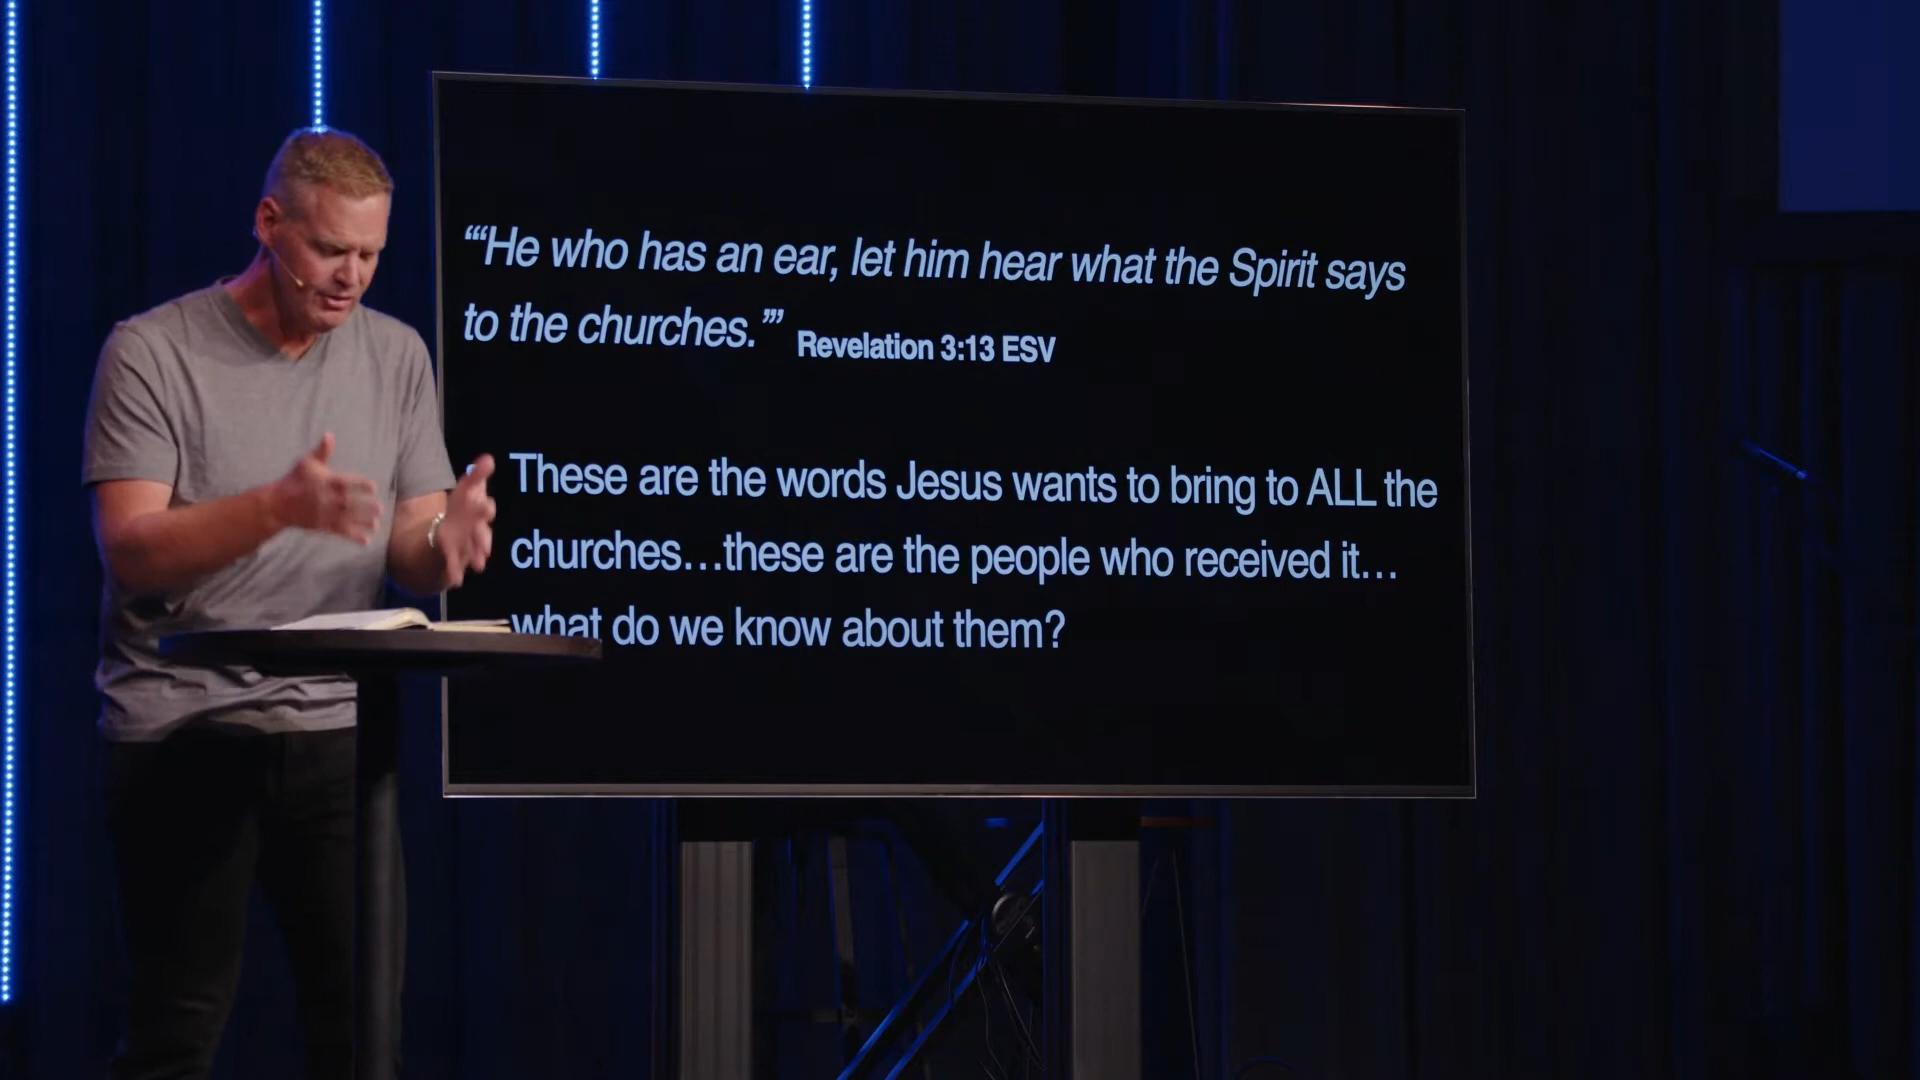 “‘“He who has an ear, let him hear what the Spirit says
to the churches.”’” Revelation 3:13 ESV
These are the words Jesus wants to bring to ALL the
churches…these are the people who received it…
what do we know about them?